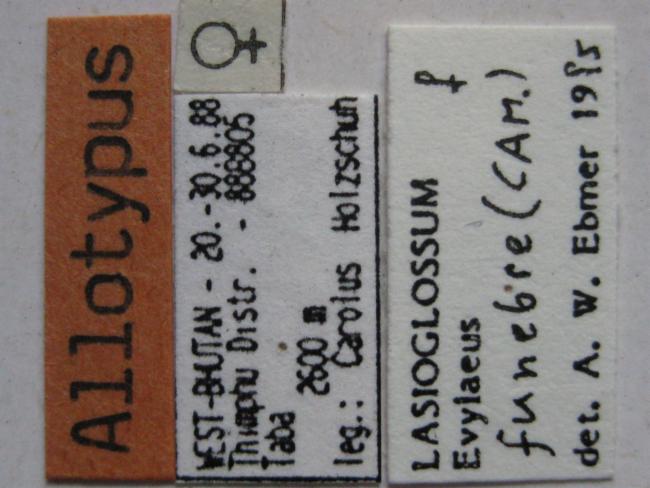 Allotypus
♀
WEST-BHUTAN - 20.-30.6.88
Thimphu Distr. - 888805
Taba
2600 m
leg.: Carolus Holzschuh
LASIOGLOSSUM
Evylaeus f
funebre (CAM.)
det. A. W. Ebmer 19